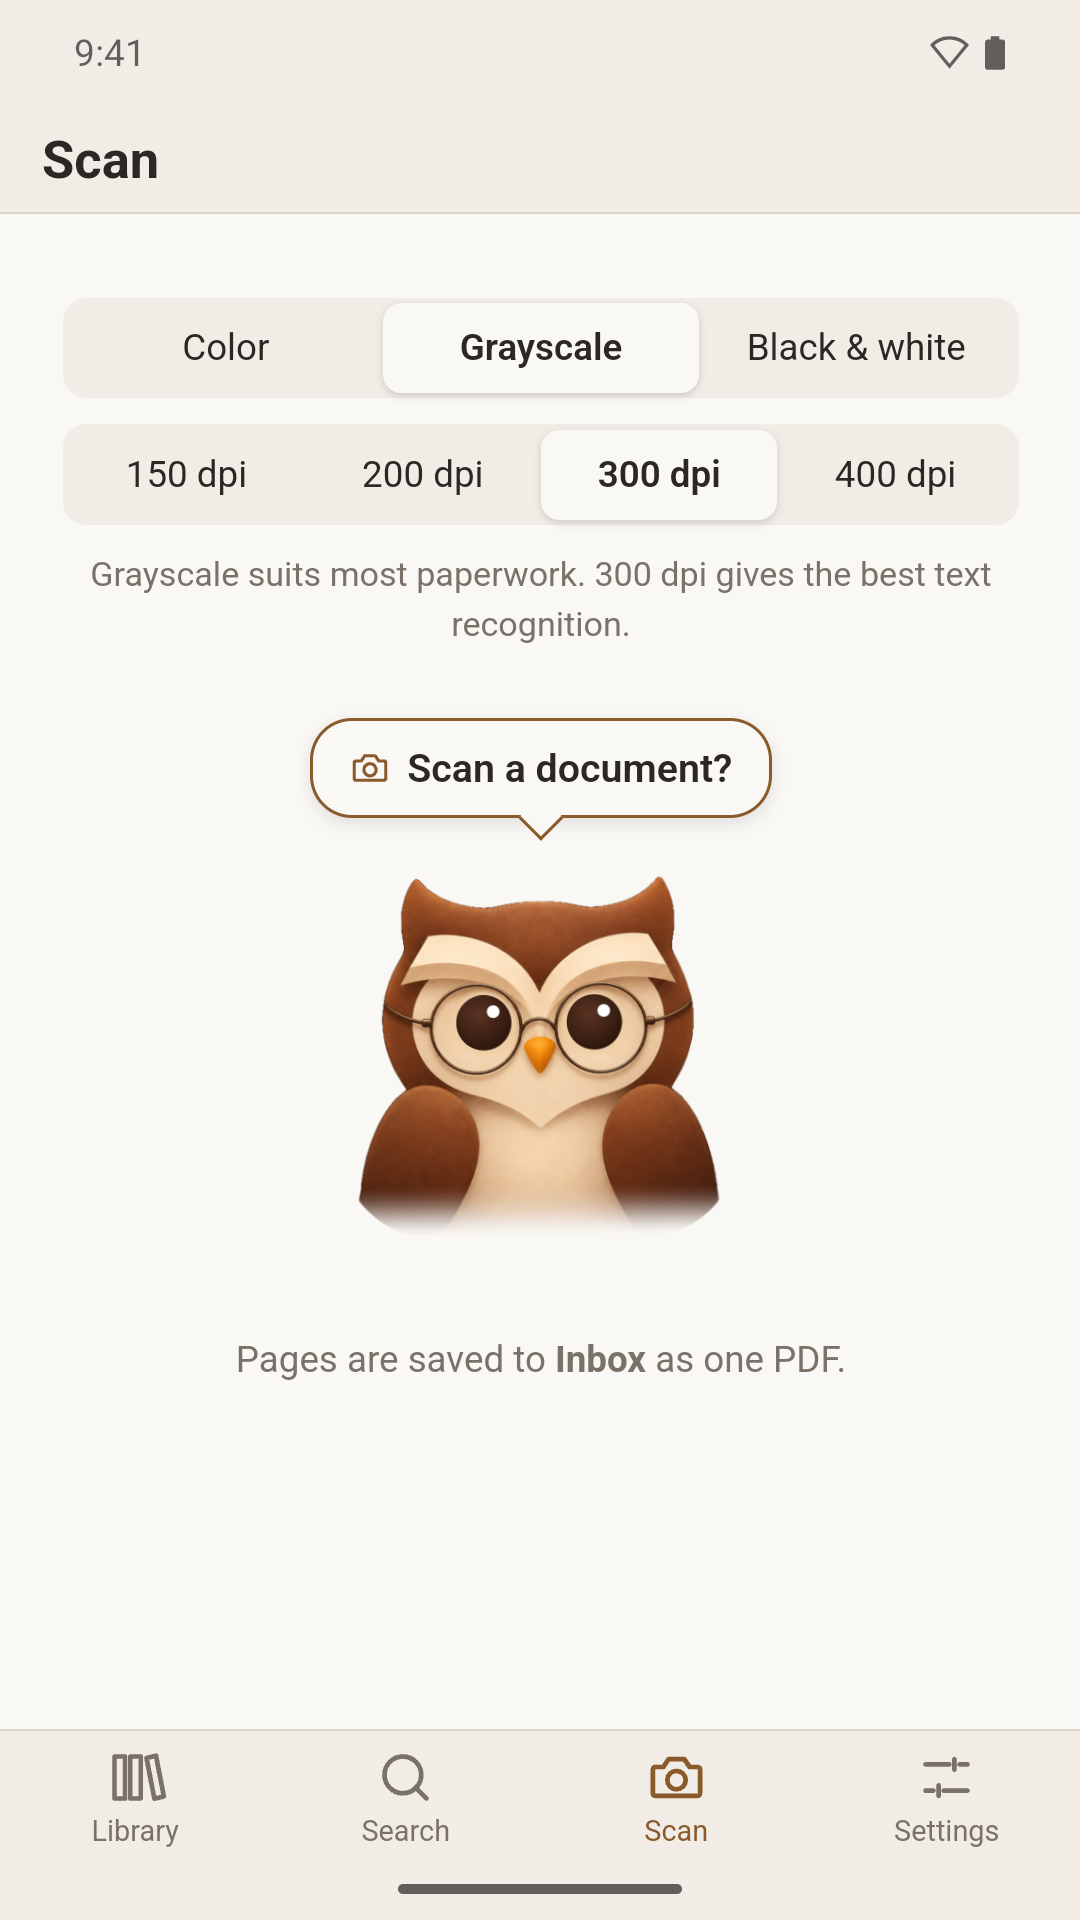 9:41
Scan
Color
Grayscale
Black & white
150 dpi
200 dpi
300 dpi
400 dpi
Grayscale suits most paperwork. 300 dpi gives the best text
recognition.
Scan a document?
Pages are saved to Inbox as one PDF.
Library
Search
Scan
Settings